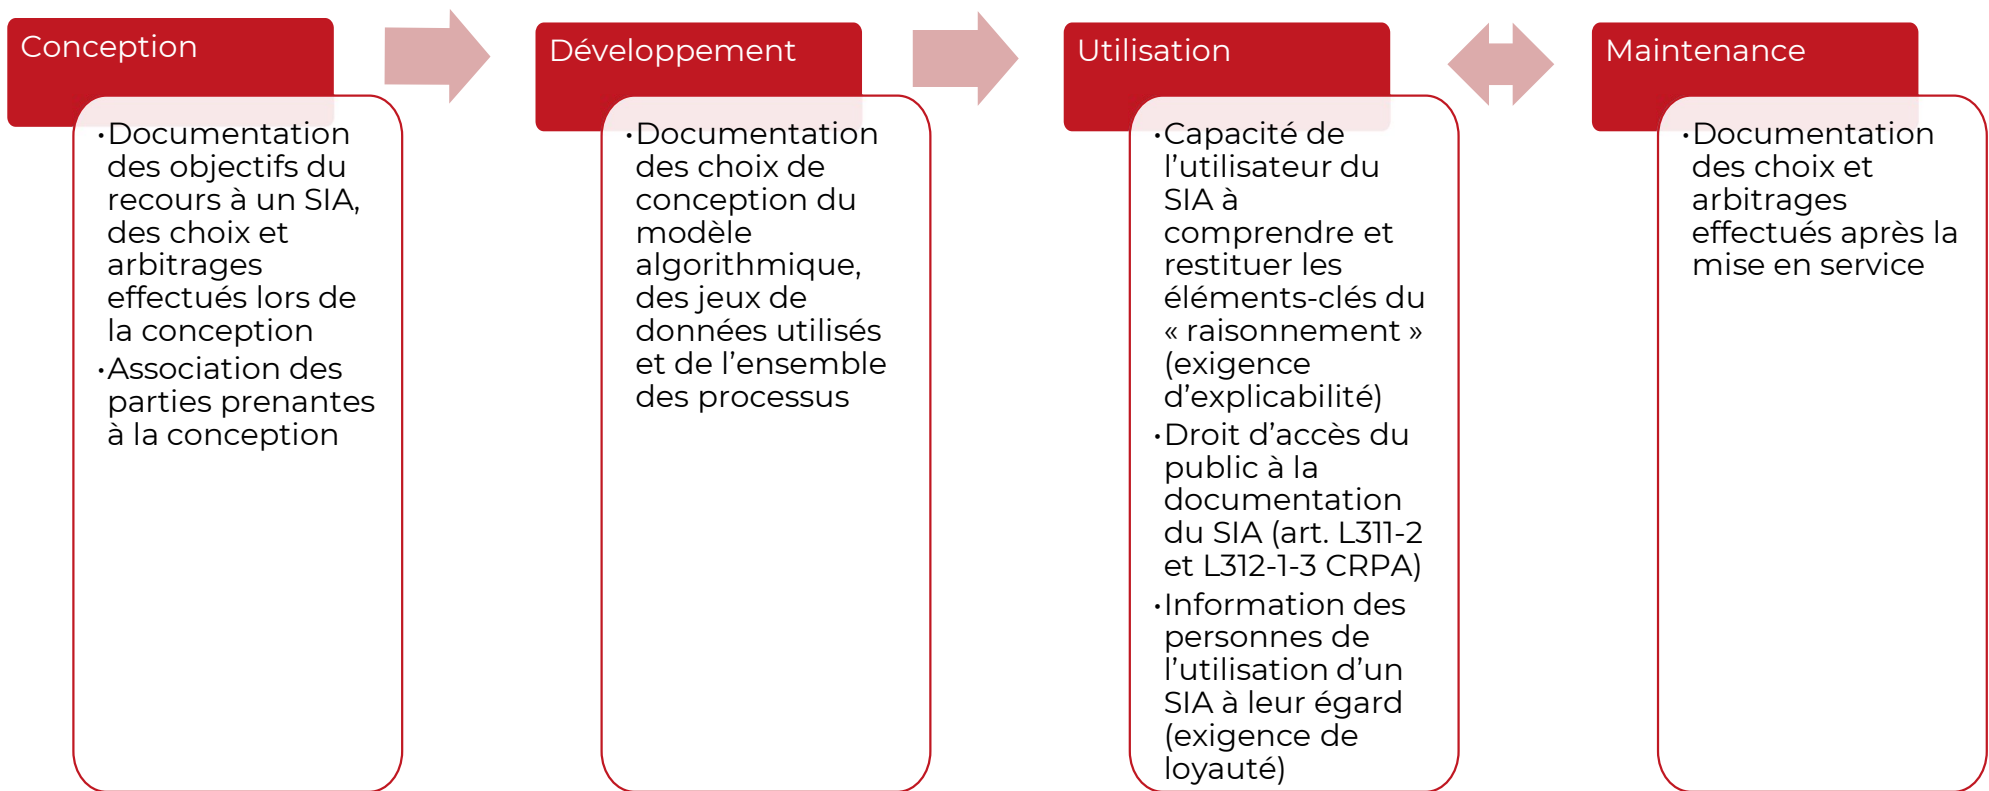 Conception
·Documentation
des objectifs du
recours à un SIA,
des choix et
arbitrages
effectués lors de
la conception
·Association des
parties prenantes
à la conception
Développement
·Documentation
des choix de
conception du
modèle
algorithmique,
des jeux de
données utilisés
et de l’ensemble
des processus
Utilisation
·Capacité de
l’utilisateur du
SIA à
comprendre et
restituer les
éléments-clés du
« raisonnement »
(exigence
d’explicabilité)
·Droit d’accès du
public à la
documentation
du SIA (art. L311-2
et L312-1-3 CRPA)
·Information des
personnes de
l’utilisation d’un
SIA à leur égard
(exigence de
loyauté)
Maintenance
·Documentation
des choix et
arbitrages
effectués après la
mise en service